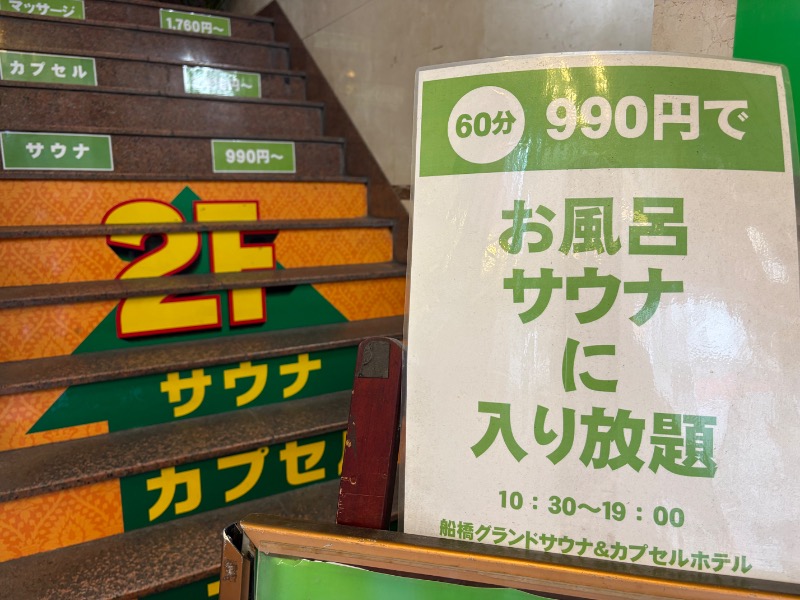 マッサージ
1,760円〜
カプセル
サウナ
990円〜
2F
サウナ
カプセル
60分
990円で
お風呂
サウナ
に
入り放題
10：30〜19：00
船橋グランドサウナ&カプセルホテル